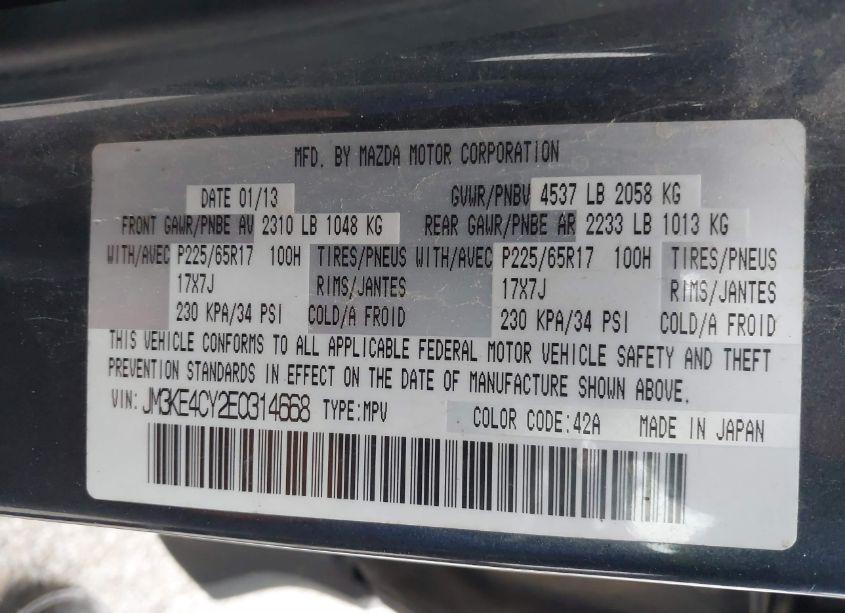 MFD. BY MAZDA MOTOR CORPORATION
DATE 01/13 GVWR/PNBV 4537 LB 2058 KG
FRONT GAWR/PNBE AV 2310 LB 1048 KG REAR GAWR/PNBE AR 2233 LB 1013 KG
WITH/AVEC P225/65R17 100H TIRES/PNEUS WITH/AVEC P225/65R17 100H TIRES/PNEUS
17X7J RIMS/JANTES 17X7J RIMS/JANTES
230 KPA/34 PSI COLD/A FROID 230 KPA/34 PSI COLD/A FROID
THIS VEHICLE CONFORMS TO ALL APPLICABLE FEDERAL MOTOR VEHICLE SAFETY AND THEFT
PREVENTION STANDARDS IN EFFECT ON THE DATE OF MANUFACTURE SHOWN ABOVE.
VIN: JM3KE4CY2E0314668 TYPE:MPV COLOR CODE:42A MADE IN JAPAN